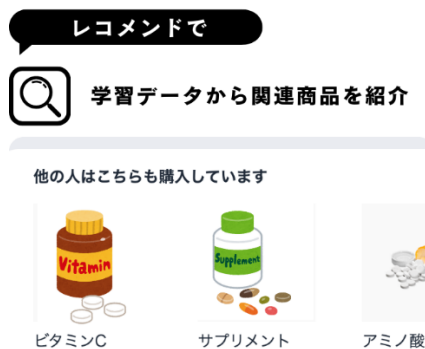 レコメンドで
学習データから関連商品を紹介
他の人はこちらも購入しています
Vitamin
Supplement
ビタミンC
サプリメント
アミノ酸